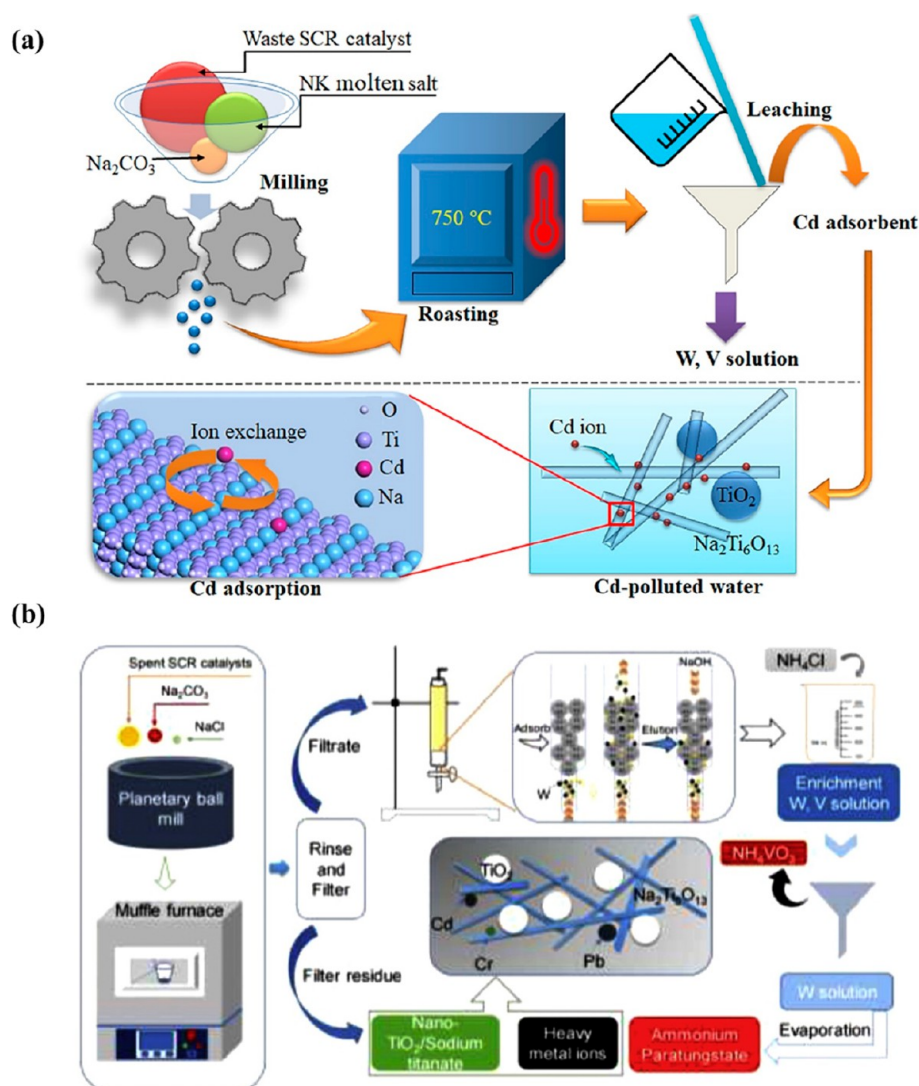 (a)
Waste SCR catalyst
NK molten salt
Na₂CO₃
Milling
750 °C
Roasting
Leaching
Cd adsorbent
W, V solution
Ion exchange
O
Ti
Cd
Na
Cd adsorption
Cd ion
TiO₂
Na₂Ti₆O₁₃
Cd-polluted water
(b)
Spent SCR catalysts
Na₂CO₃
NaCl
Planetary ball
mill
Muffle furnace
Rinse
and
Filter
Filtrate
Filter residue
Adsorb
Elution
NaOH
W
NH₄Cl
Enrichment
W, V solution
NH₄VO₃
W solution
Evaporation
Ammonium
Paratungstate
TiO₂
Na₂Ti₆O₁₃
Cd
Cr
Pb
Nano-
TiO₂/Sodium
titanate
Heavy
metal ions